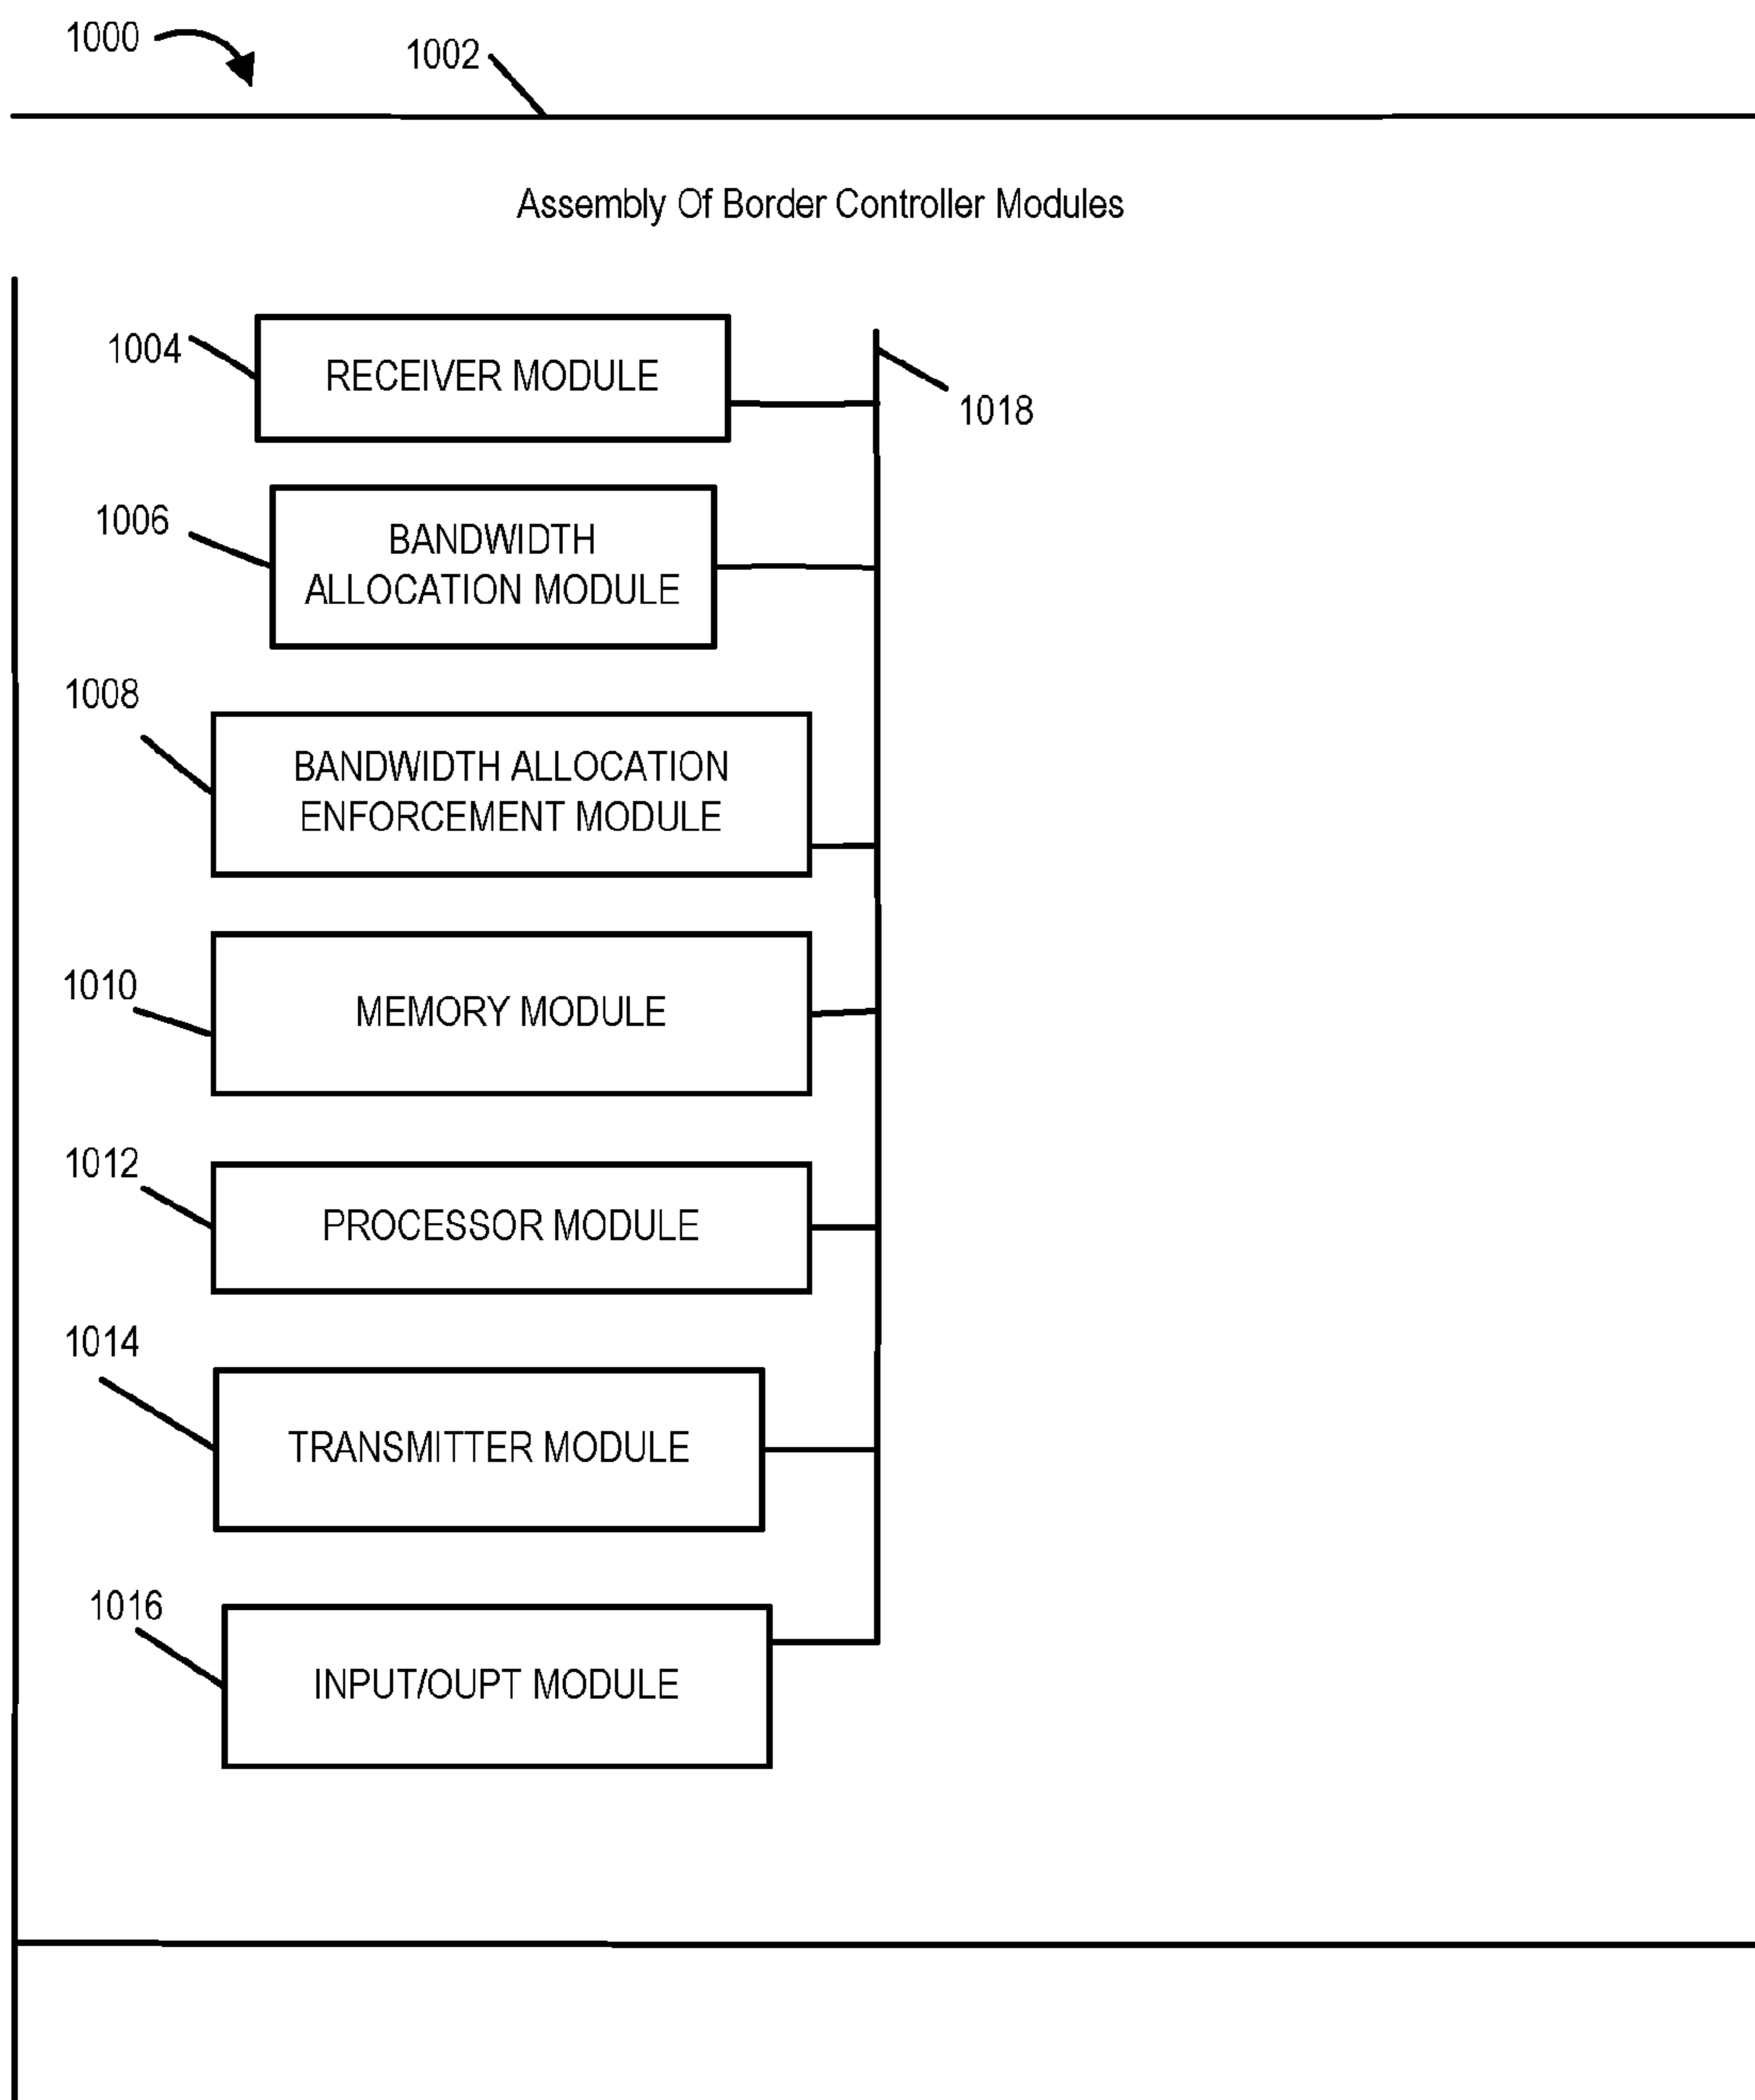 1000
1002
Assembly Of Border Controller Modules
1004
RECEIVER MODULE
1018
1006
BANDWIDTH
ALLOCATION MODULE
1008
BANDWIDTH ALLOCATION
ENFORCEMENT MODULE
1010
MEMORY MODULE
1012
PROCESSOR MODULE
1014
TRANSMITTER MODULE
1016
INPUT/OUPT MODULE